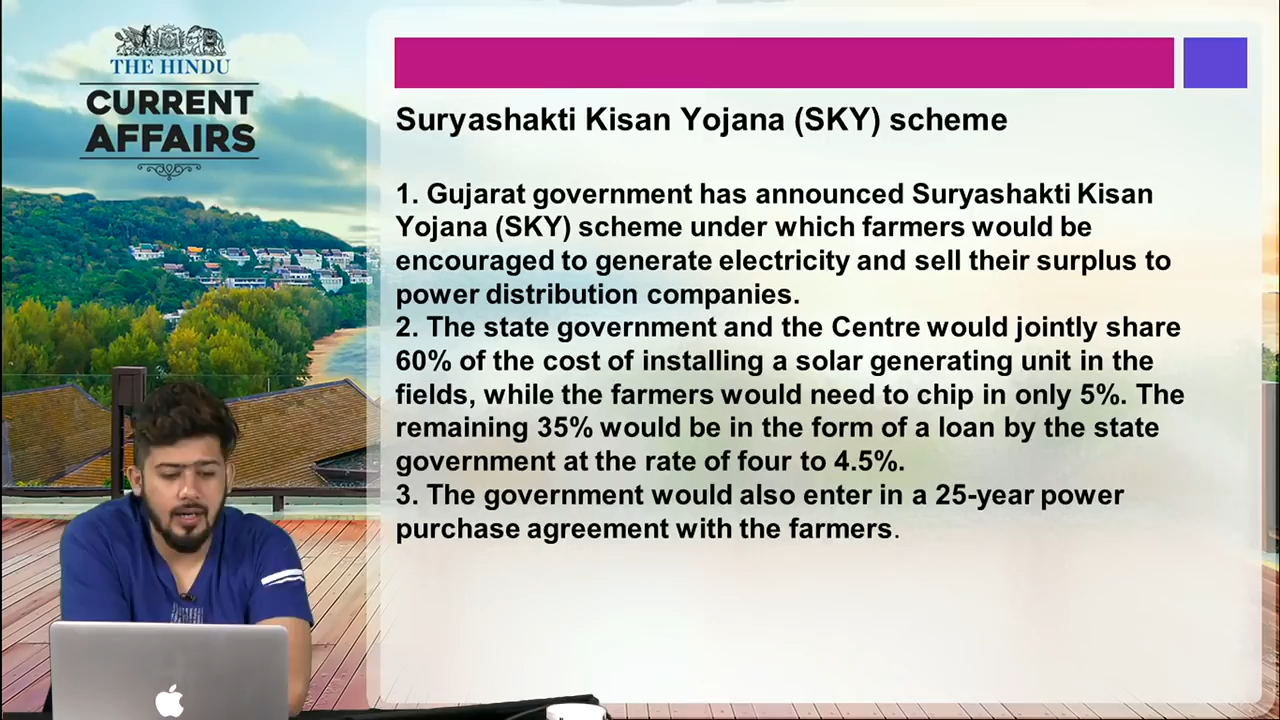 THE HINDU
CURRENT
AFFAIRS
Suryashakti Kisan Yojana (SKY) scheme
1. Gujarat government has announced Suryashakti Kisan
Yojana (SKY) scheme under which farmers would be
encouraged to generate electricity and sell their surplus to
power distribution companies.
2. The state government and the Centre would jointly share
60% of the cost of installing a solar generating unit in the
fields, while the farmers would need to chip in only 5%. The
remaining 35% would be in the form of a loan by the state
government at the rate of four to 4.5%.
3. The government would also enter in a 25-year power
purchase agreement with the farmers.